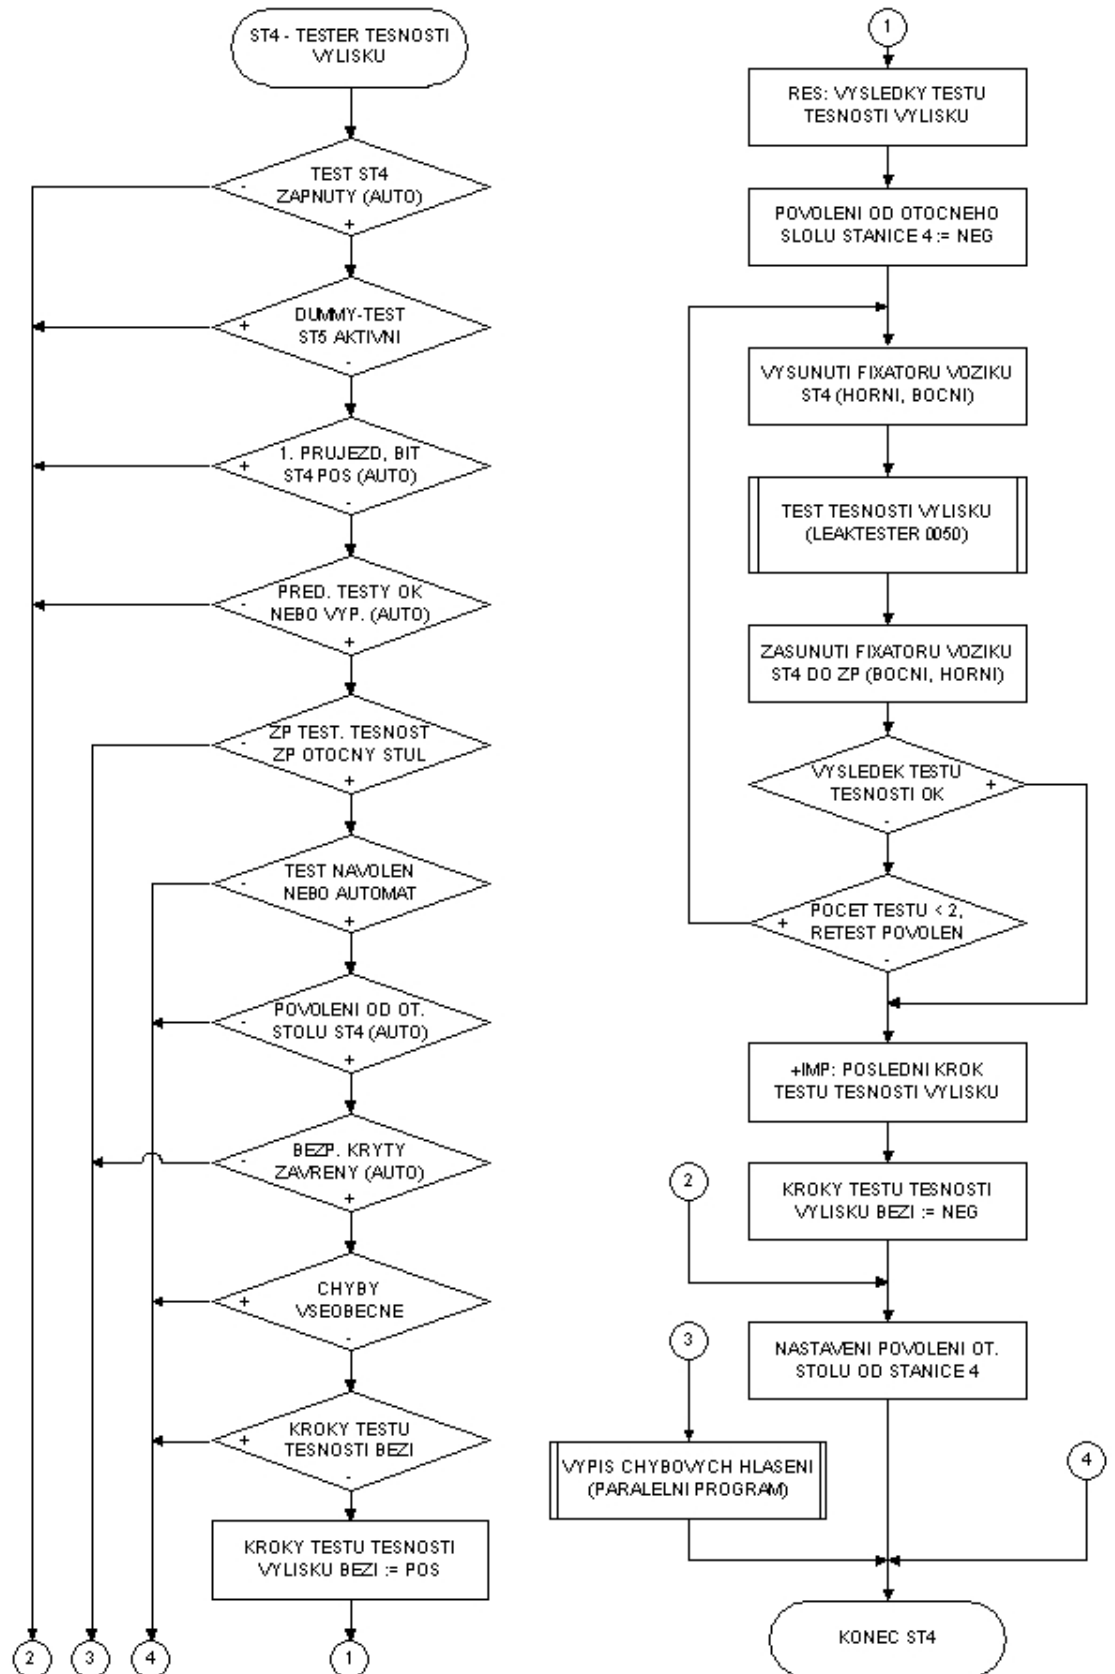 ST4 - TESTER TESNOSTI
VYLISKU
TEST ST4
ZAPNUTY (AUTO)
-
+
DUMMY-TEST
ST5 AKTIVNI
+
-
1. PRUJEZD, BIT
ST4 POS (AUTO)
+
-
PRED. TESTY OK
NEBO VYP. (AUTO)
-
+
ZP TEST. TESNOST
ZP OTOCNY STUL
-
+
TEST NAVOLEN
NEBO AUTOMAT
-
+
POVOLENI OD OT.
STOLU ST4 (AUTO)
-
+
BEZP. KRYTY
ZAVRENY (AUTO)
-
+
CHYBY
VSEOBECNE
+
-
KROKY TESTU
TESNOSTI BEZI
+
-
KROKY TESTU TESNOSTI
VYLISKU BEZI := POS
2
3
4
1
1
RES: VYSLEDKY TESTU
TESNOSTI VYLISKU
POVOLENI OD OTOCNEHO
SLOLU STANICE 4 := NEG
VYSUNUTI FIXATORU VOZIKU
ST4 (HORNI, BOCNI)
TEST TESNOSTI VYLISKU
(LEAKTESTER 0050)
ZASUNUTI FIXATORU VOZIKU
ST4 DO ZP (BOCNI, HORNI)
VYSLEDEK TESTU
TESNOSTI OK
+
-
POCET TESTU < 2,
RETEST POVOLEN
+
-
+IMP: POSLEDNI KROK
TESTU TESNOSTI VYLISKU
KROKY TESTU TESNOSTI
VYLISKU BEZI := NEG
2
NASTAVENI POVOLENI OT.
STOLU OD STANICE 4
3
VYPIS CHYBOVYCH HLASENI
(PARALELNI PROGRAM)
4
KONEC ST4